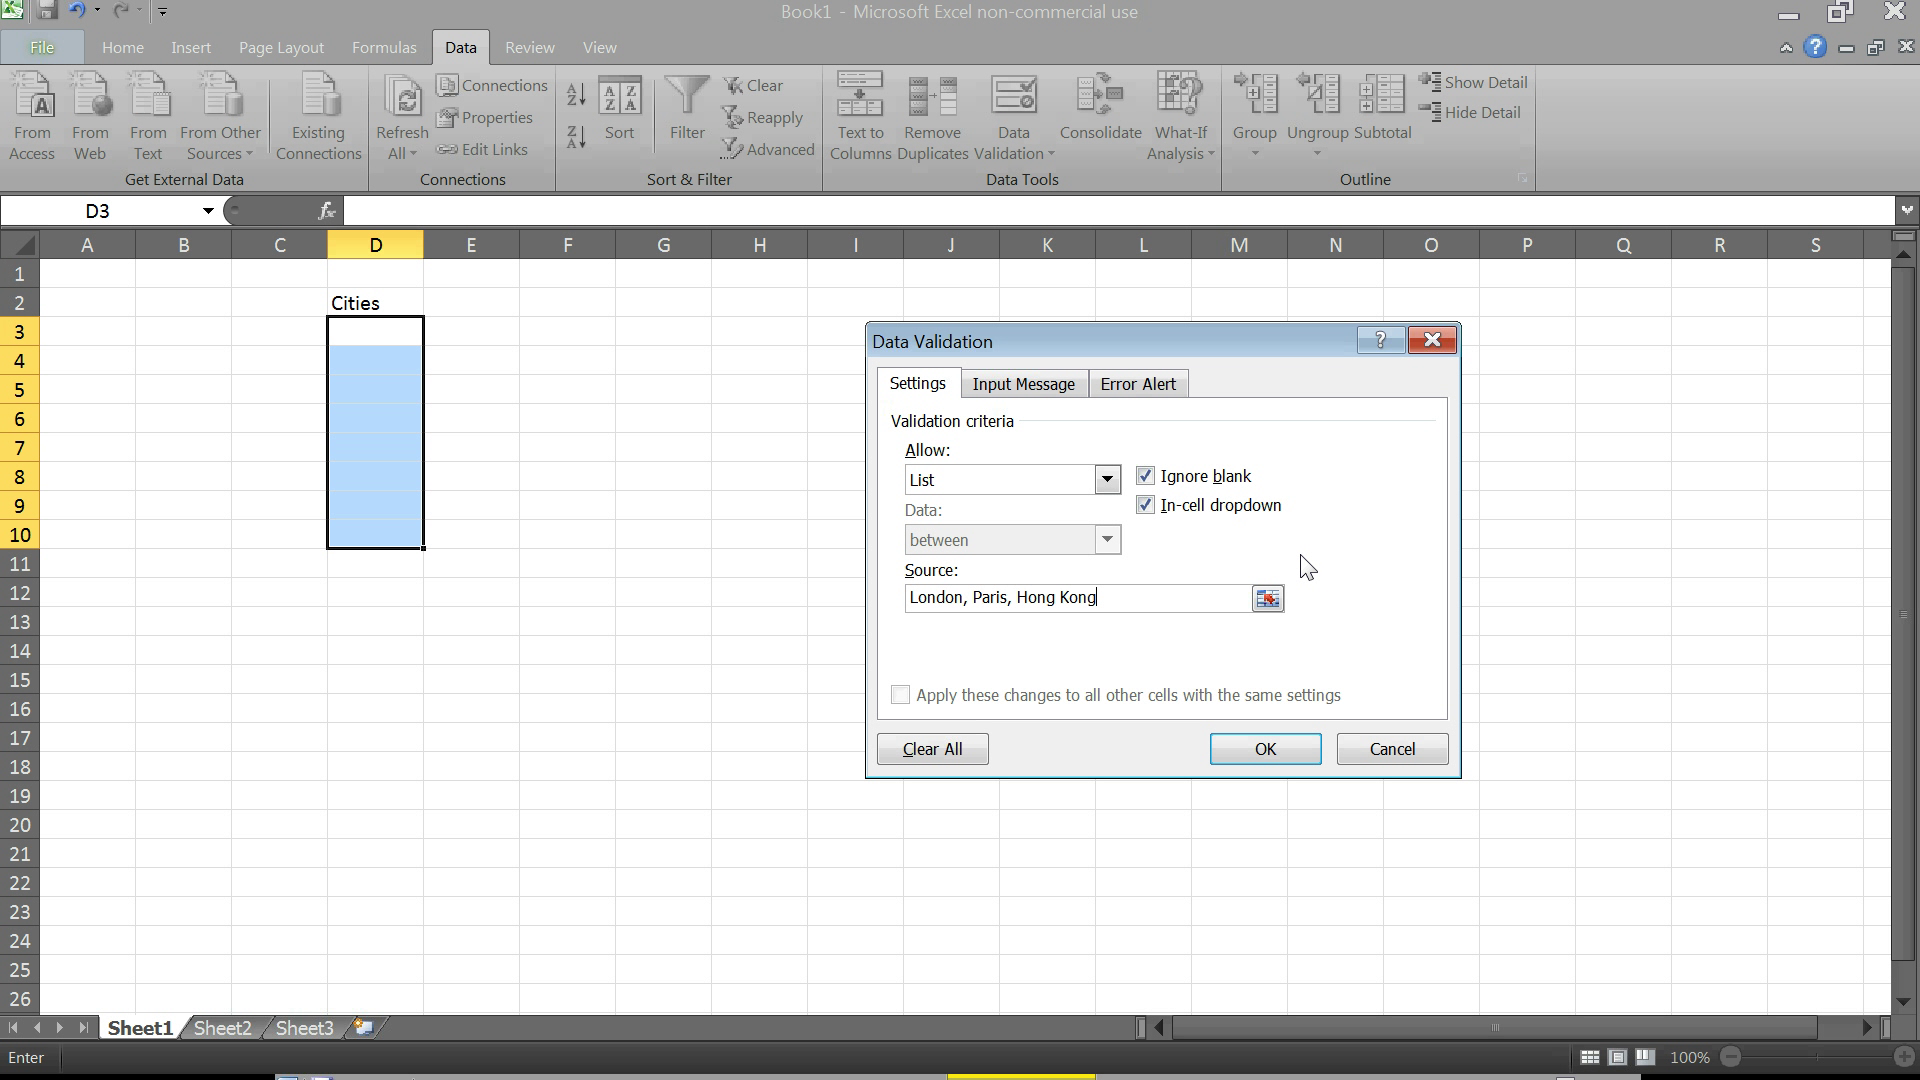 Book1 - Microsoft Excel non-commercial use
File Home Insert Page Layout Formulas Data Review View
From Access
From Web
From Text
From Other Sources
Existing Connections
Get External Data
Refresh All
Connections
Properties
Edit Links
Connections
A Z
Z A
Sort
Filter
Clear
Reapply
Advanced
Sort & Filter
Text to Columns
Remove Duplicates
Data Validation
Consolidate
What-If Analysis
Data Tools
Group
Ungroup
Subtotal
Show Detail
Hide Detail
Outline
D3 fx
A B C D E F G H I J K L M N O P Q R S
1
2 Cities
3
4
5
6
7
8
9
10
11
12
13
14
15
16
17
18
19
20
21
22
23
24
25
26
Data Validation ?
Settings Input Message Error Alert
Validation criteria
Allow:
List
Ignore blank
In-cell dropdown
Data:
between
Source:
London, Paris, Hong Kong
Apply these changes to all other cells with the same settings
Clear All OK Cancel
Sheet1 Sheet2 Sheet3
Enter 100%